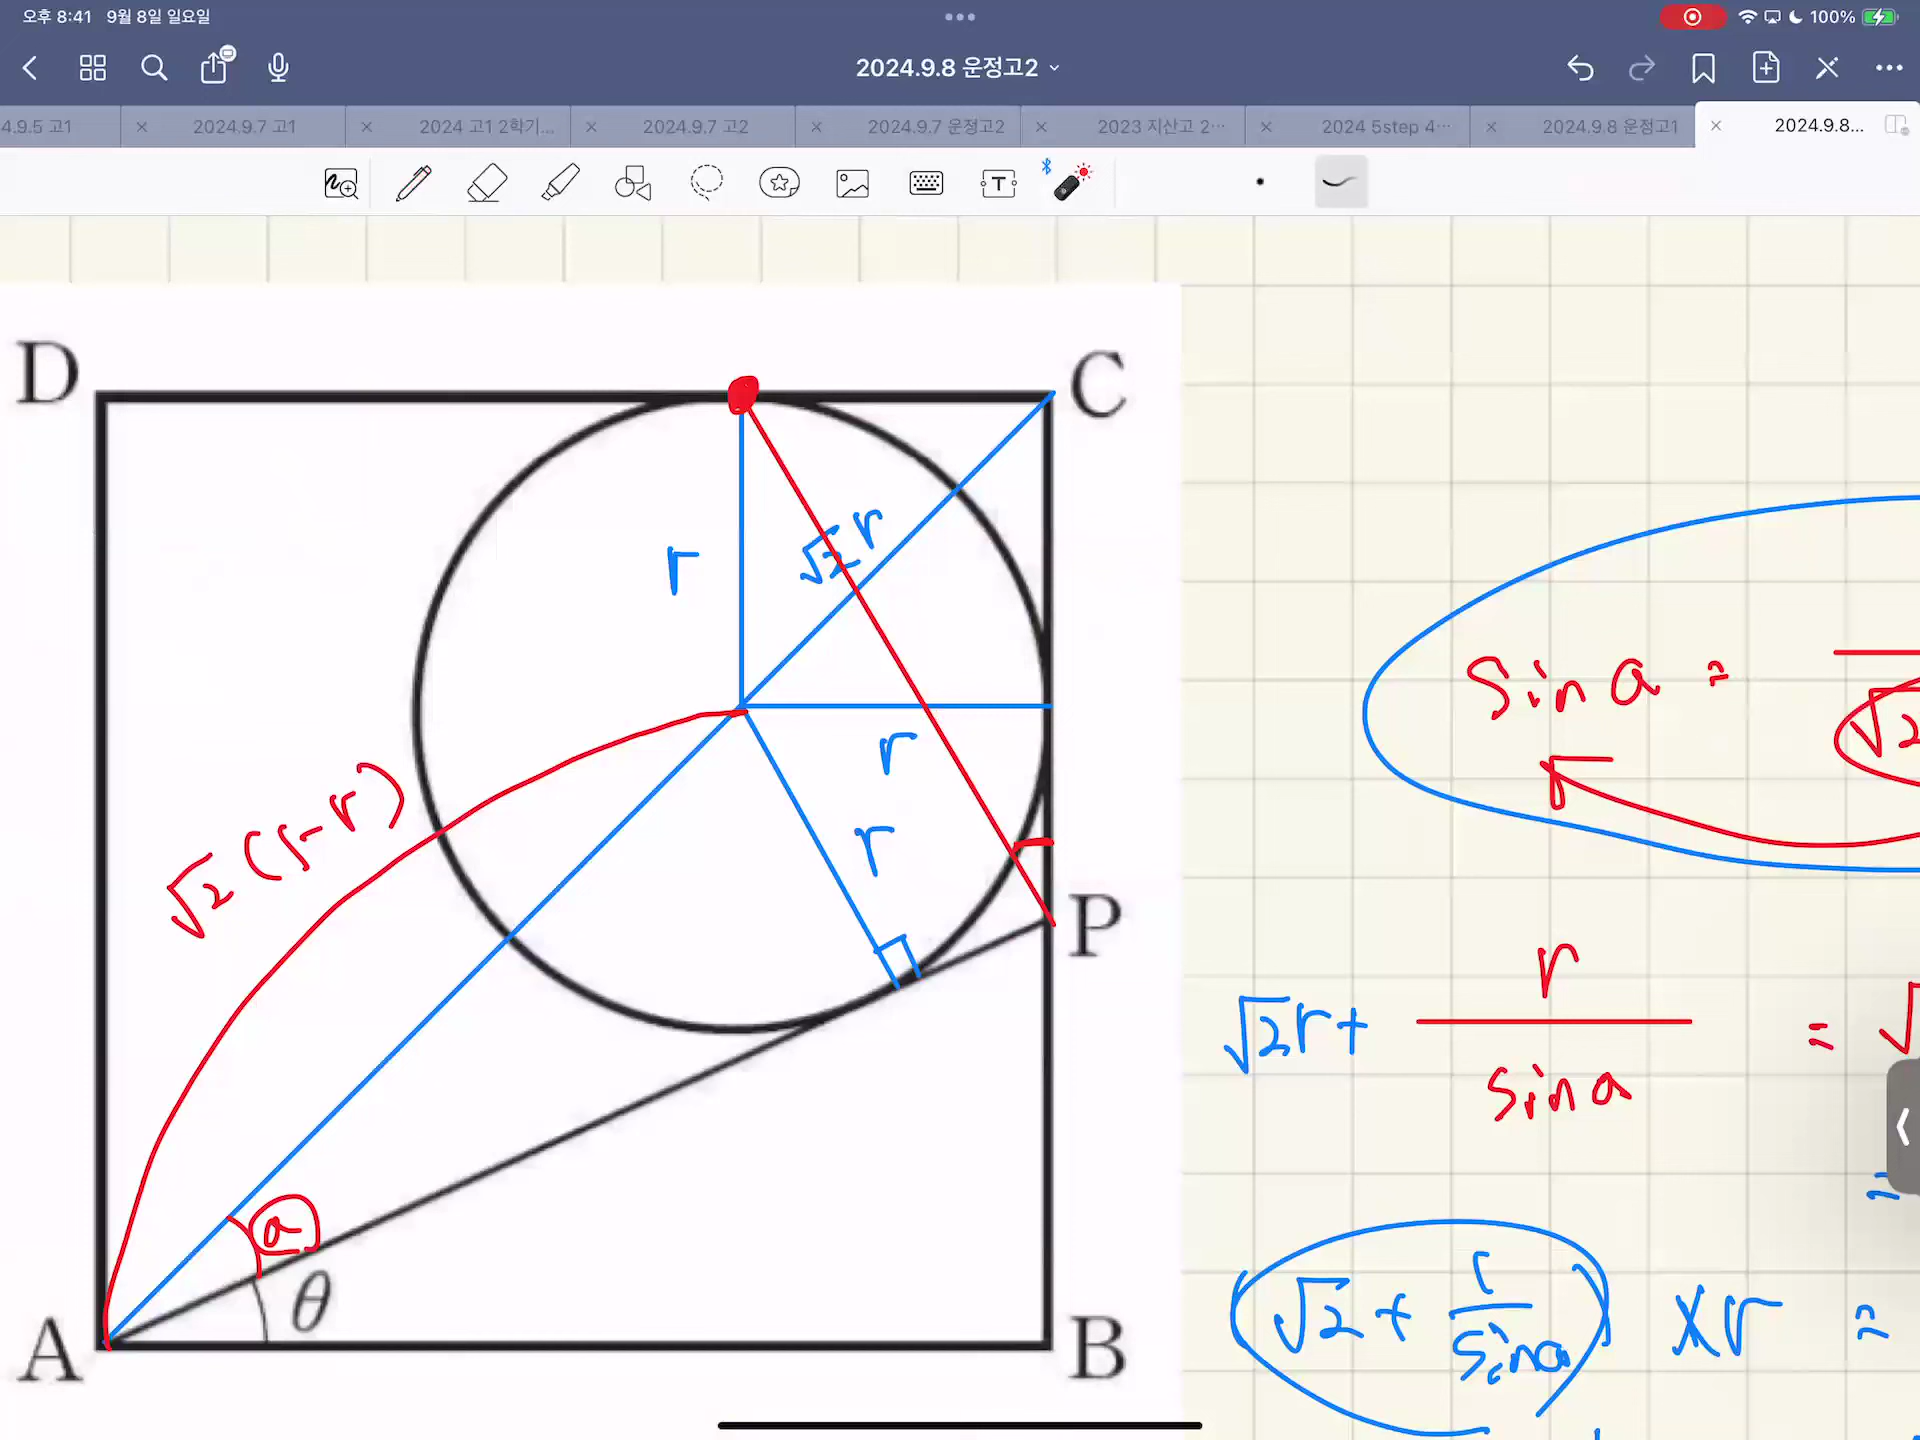 오후 8:41 9월 8일 일요일
100%
2024.9.8 운정고2
4.9.5 고1
2024.9.7 고1
2024 고1 2학기...
2024.9.7 고2
2024.9.7 운정고2
2023 지산고 2...
2024 5step 4...
2024.9.8 운정고1
2024.9.8...
D
C
r
√2 r
r
r
√2 (1-r)
P
a
θ
A
B
sin a =
√2
√2r + r / sin a = √
=
(√2 + 1 / sin a) × r =